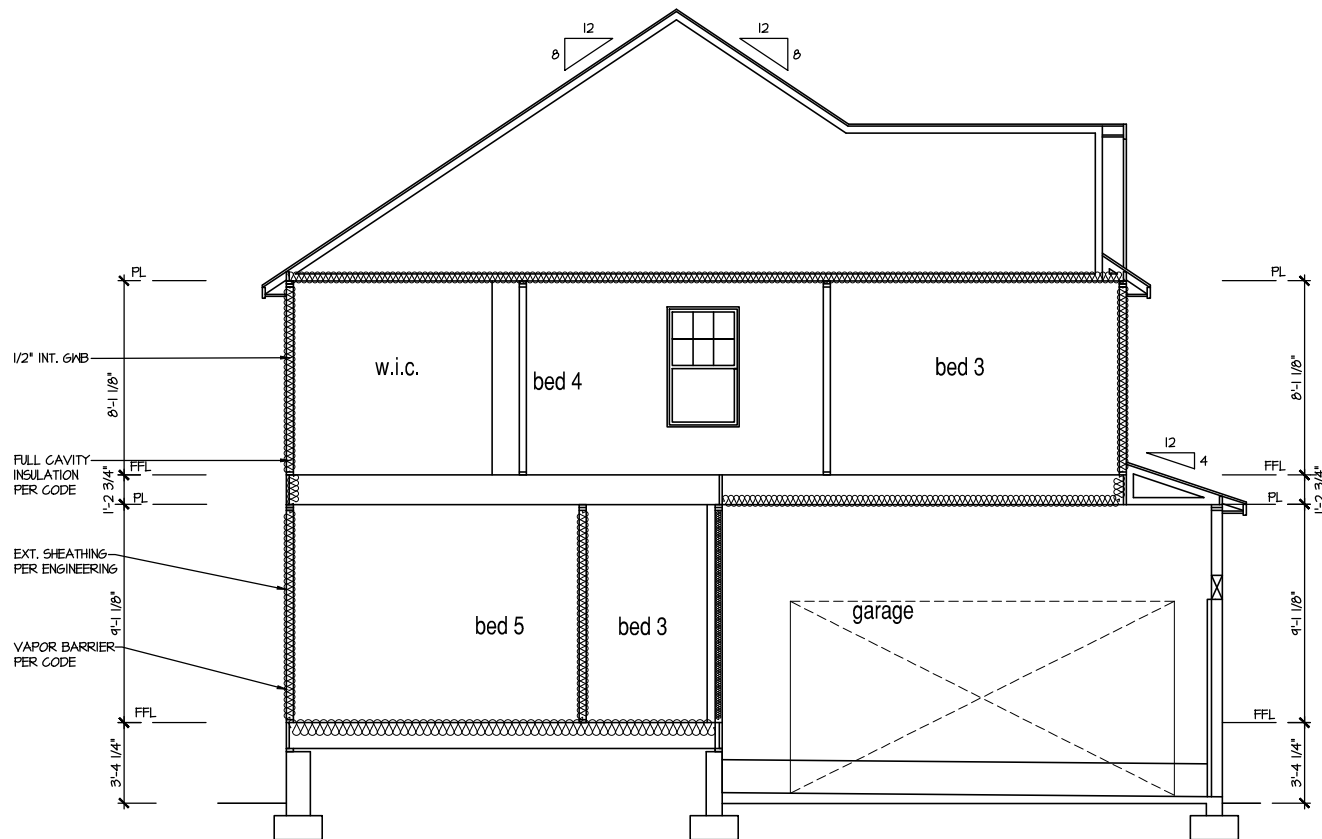 12
12
8
8
PL
PL
1/2" INT. GWB
w.i.c.
bed 4
bed 3
8'-1 1/8"
8'-1 1/8"
12
4
FULL CAVITY
INSULATION
PER CODE
FFL
FFL
1'-2 3/4"
1'-2 3/4"
PL
PL
EXT. SHEATHING
PER ENGINEERING
9'-1 1/8"
9'-1 1/8"
garage
bed 5
bed 3
VAPOR BARRIER
PER CODE
FFL
FFL
3'-4 1/4"
3'-4 1/4"